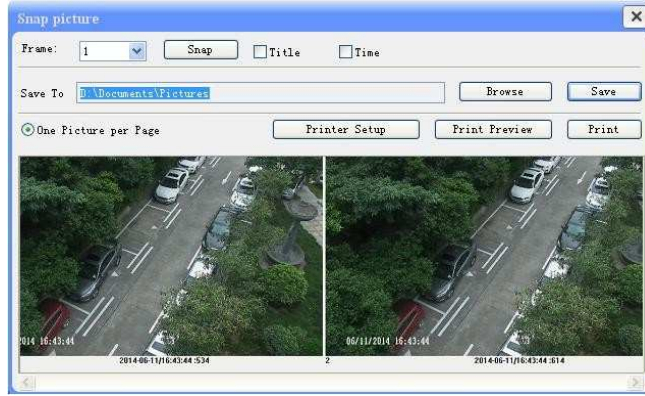 Snap picture
Frame: 1 Snap Title Time
Save To D:\Documents\Pictures Browse Save
One Picture per Page Printer Setup Print Preview Print
2014 16:43:44 06/11/2014 16:43:44
2014-06-11/16:43:44 :534 2 2014-06-11/16:43:44 :614